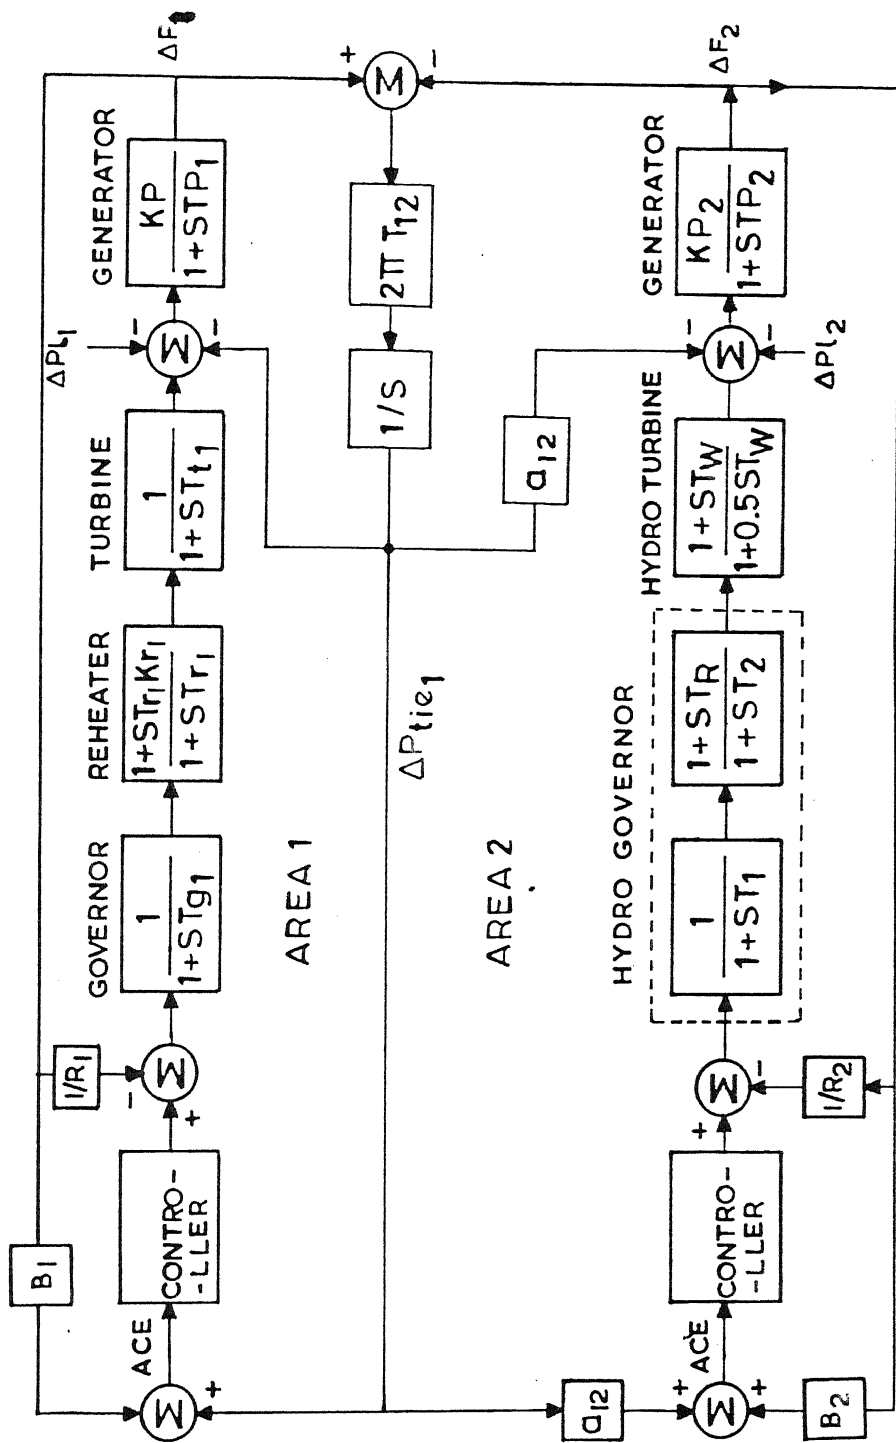 B₁
1/R₁
ΔPl₁
ΔF₁
GOVERNOR
REHEATER
TURBINE
GENERATOR
ACE
Σ
+
CONTRO-
-LLER
+
-
Σ
1
1+STg₁
1+STr₁Kr₁
1+STr₁
1
1+STt₁
-
Σ
-
KP
1+STP₁
+
Σ
-
AREA 1
ΔPtie₁
1/S
2π T₁₂
AREA 2
a₁₂
a₁₂
HYDRO GOVERNOR
HYDRO TURBINE
GENERATOR
ΔF₂
+
Σ
+
ACE
CONTRO-
-LLER
+
Σ
-
1
1+ST₁
1+STR
1+ST₂
1+STW
1+0.5STW
-
Σ
-
KP₂
1+STP₂
B₂
1/R₂
ΔPl₂